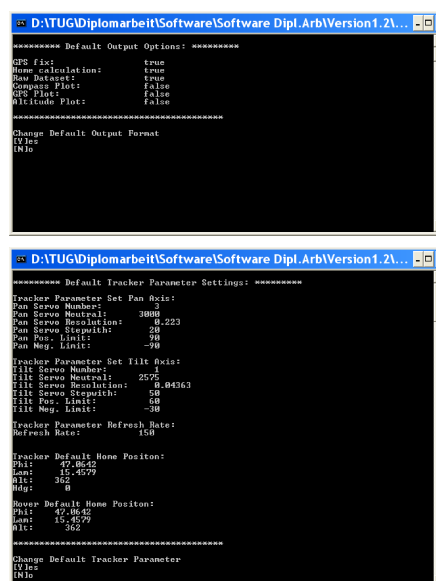 D:\TUG\Diplomarbeit\Software\Software Dipl.Arb\Version1.2\...
********* Default Output Options: *********
GPS fix: true
Home calculation: true
Raw Dataset: true
Compass Plot: false
GPS Plot: false
Altitude Plot: false
****************************************
Change Default Output Format
[Y]es
[N]o
D:\TUG\Diplomarbeit\Software\Software Dipl.Arb\Version1.2\...
********* Default Tracker Parameter Settings: *********
Tracker Parameter Set Pan Axis:
Pan Servo Number: 3
Pan Servo Neutral: 3000
Pan Servo Resolution: 0.223
Pan Servo Stepwith: 20
Pan Pos. Limit: 90
Pan Neg. Limit: -90
Tracker Parameter Set Tilt Axis:
Tilt Servo Number: 1
Tilt Servo Neutral: 2575
Tilt Servo Resolution: 0.04363
Tilt Servo Stepwith: 50
Tilt Pos. Limit: 60
Tilt Neg. Limit: -30
Tracker Parameter Refresh Rate:
Refresh Rate: 150
Tracker Default Home Positon:
Phi: 47.0642
Lam: 15.4579
Alt: 362
Hdg: 0
Rover Default Home Positon:
Phi: 47.0642
Lam: 15.4579
Alt: 362
****************************************
Change Default Tracker Parameter
[Y]es
[N]o